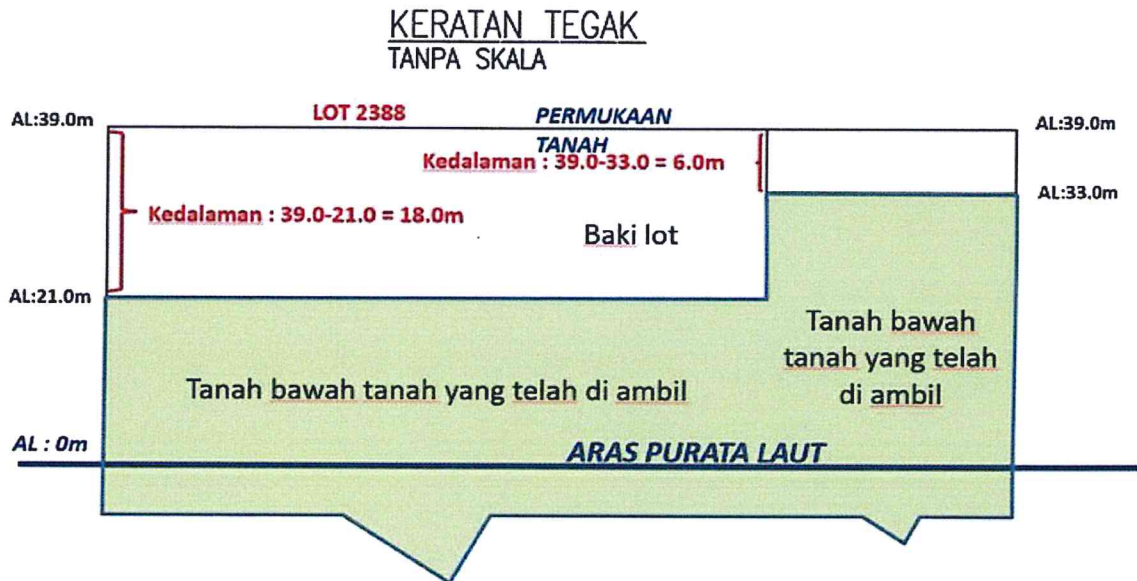 KERATAN TEGAK
TANPA SKALA
AL:39.0m
LOT 2388
PERMUKAAN
TANAH
AL:39.0m
Kedalaman : 39.0-33.0 = 6.0m
AL:33.0m
Kedalaman : 39.0-21.0 = 18.0m
Baki lot
AL:21.0m
Tanah bawah
tanah yang telah
di ambil
Tanah bawah tanah yang telah di ambil
AL : 0m
ARAS PURATA LAUT